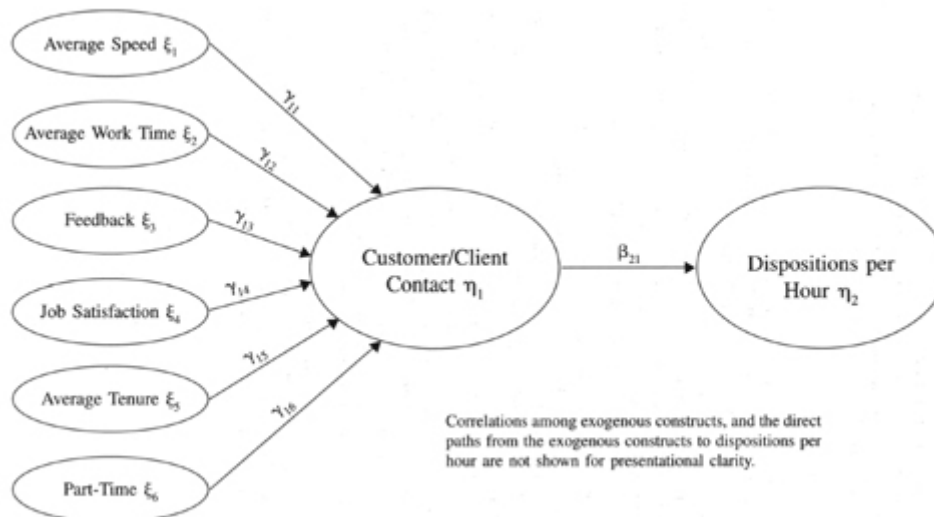 Average Speed ξ₁
γ₁₁
Average Work Time ξ₂
γ₁₂
Feedback ξ₃
γ₁₃
Customer/Client
Contact η₁
β₂₁
Dispositions per
Hour η₂
Job Satisfaction ξ₄
γ₁₄
Average Tenure ξ₅
γ₁₅
Part-Time ξ₆
γ₁₆
Correlations among exogenous constructs, and the direct
paths from the exogenous constructs to dispositions per
hour are not shown for presentational clarity.